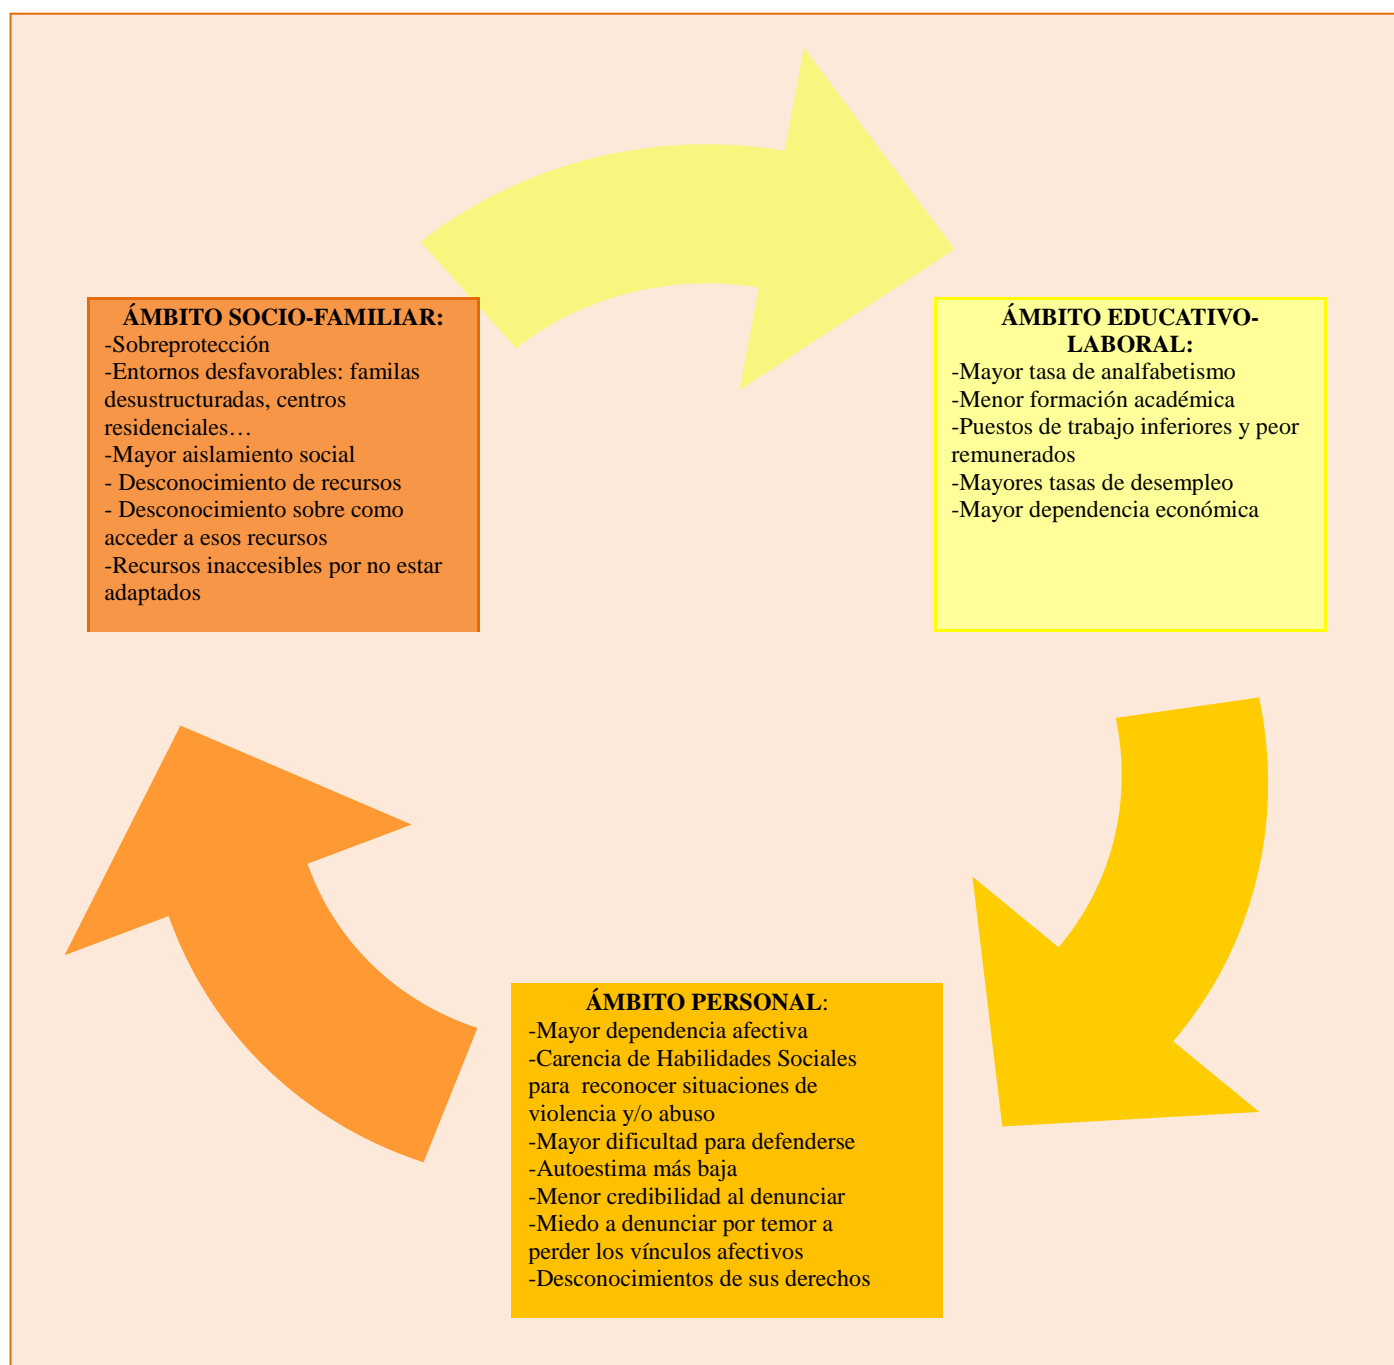 ÁMBITO SOCIO-FAMILIAR:
-Sobreprotección
-Entornos desfavorables: familas
desustructuradas, centros
residenciales…
-Mayor aislamiento social
- Desconocimiento de recursos
- Desconocimiento sobre como
acceder a esos recursos
-Recursos inaccesibles por no estar
adaptados
ÁMBITO EDUCATIVO-
LABORAL:
-Mayor tasa de analfabetismo
-Menor formación académica
-Puestos de trabajo inferiores y peor
remunerados
-Mayores tasas de desempleo
-Mayor dependencia económica
ÁMBITO PERSONAL:
-Mayor dependencia afectiva
-Carencia de Habilidades Sociales
para  reconocer situaciones de
violencia y/o abuso
-Mayor dificultad para defenderse
-Autoestima más baja
-Menor credibilidad al denunciar
-Miedo a denunciar por temor a
perder los vínculos afectivos
-Desconocimientos de sus derechos